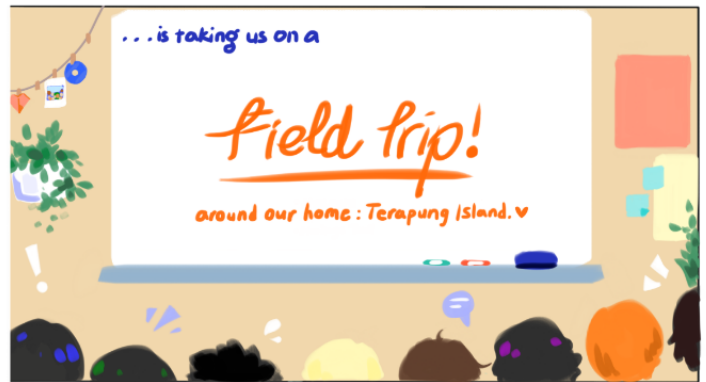 ...is taking us on a
Field Trip!
around our home: Terapung Island.♥